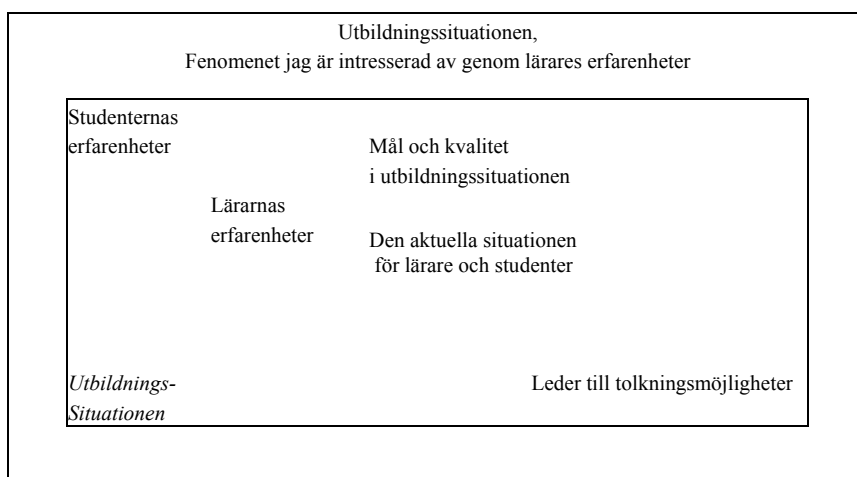 Utbildningssituationen,
Fenomenet jag är intresserad av genom lärares erfarenheter
Studenternas
erfarenheter
Mål och kvalitet
i utbildningssituationen
Lärarnas
erfarenheter
Den aktuella situationen
för lärare och studenter
Utbildnings-
Situationen
Leder till tolkningsmöjligheter